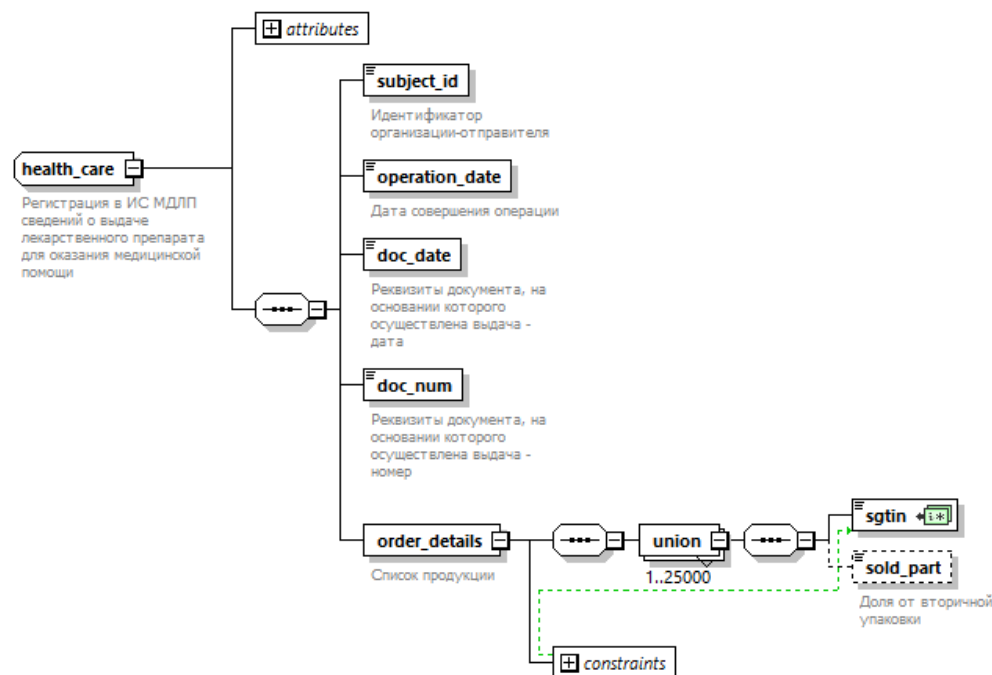 attributes
subject_id
Идентификатор
организации-отправителя
health_care
Регистрация в ИС МДЛП
сведений о выдаче
лекарственного препарата
для оказания медицинской
помощи
operation_date
Дата совершения операции
doc_date
Реквизиты документа, на
основании которого
осуществлена выдача -
дата
doc_num
Реквизиты документа, на
основании которого
осуществлена выдача -
номер
order_details
Список продукции
union
1..25000
sgtin
i*
sold_part
Доля от вторичной
упаковки
constraints